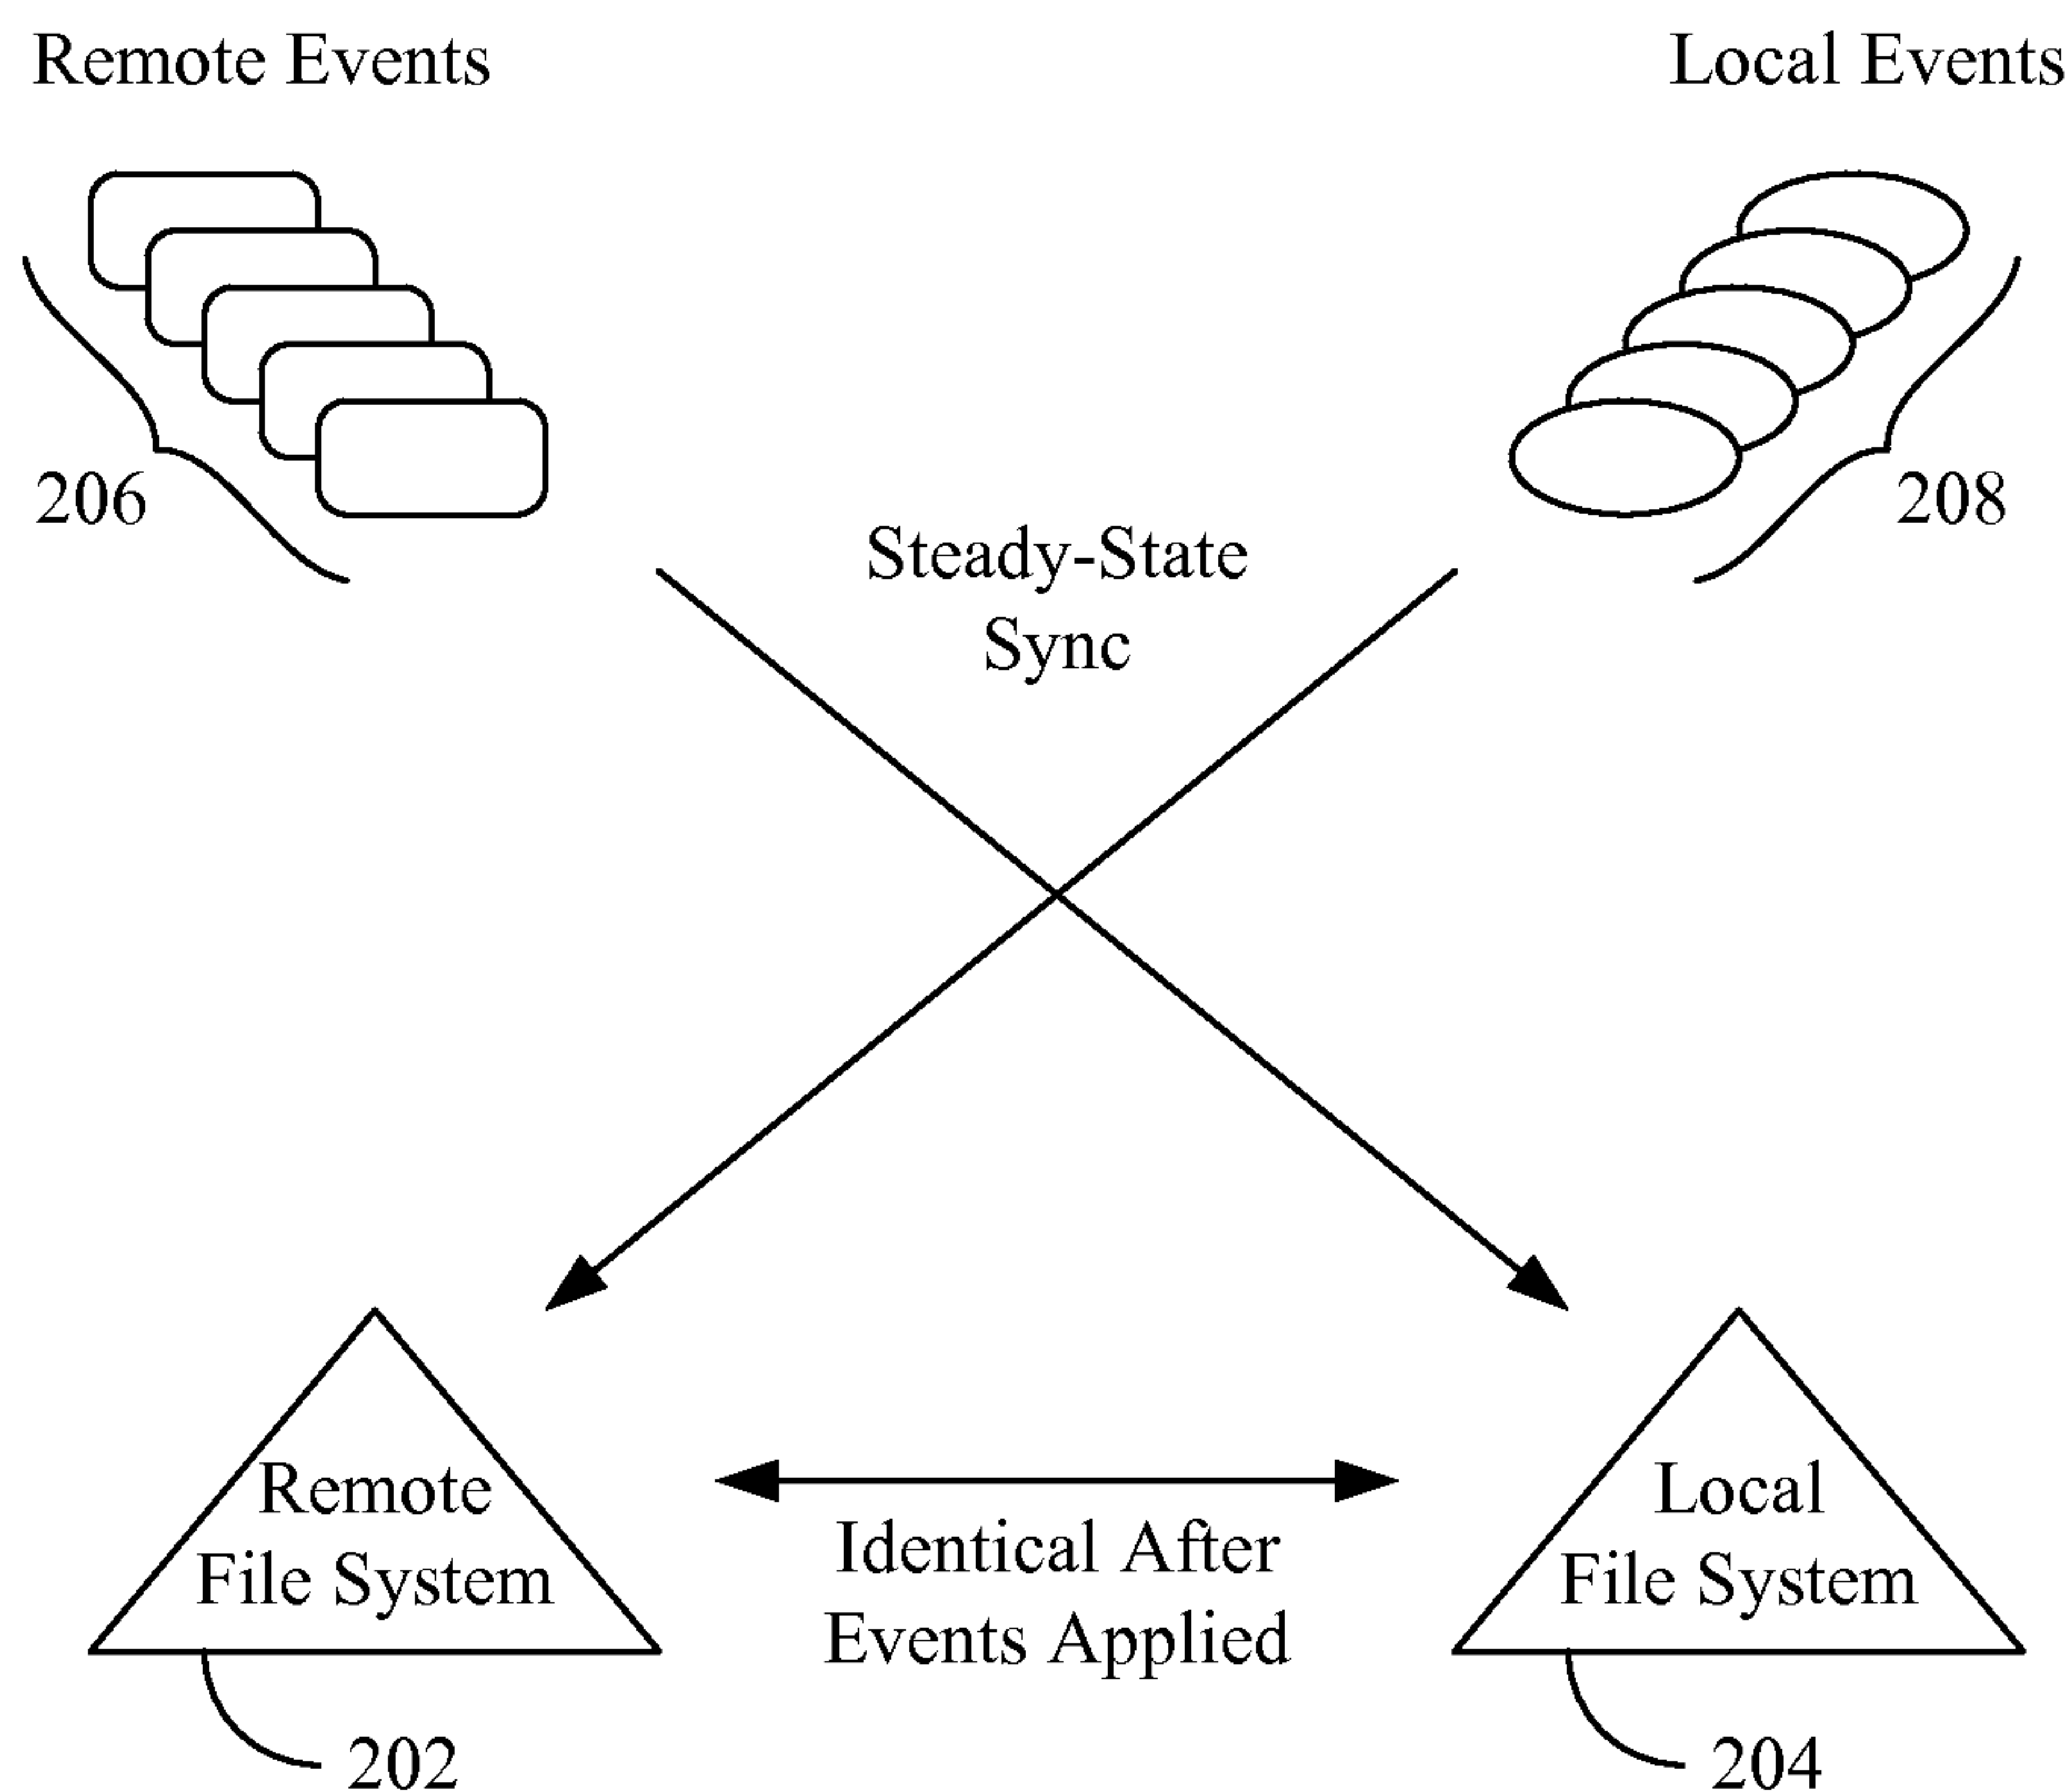 Remote Events
Local Events
206
208
Steady-State
Sync
Remote
File System
Identical After
Events Applied
Local
File System
202
204